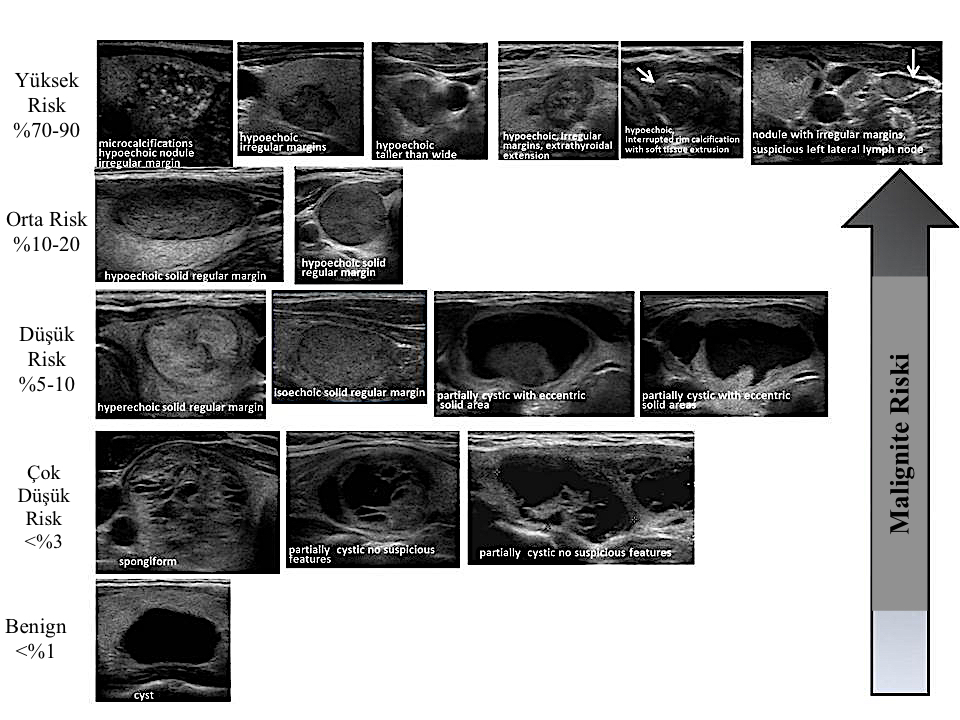 Yüksek
Risk
%70-90
microcalcifications
hypoechoic nodule
irregular margin
hypoechoic
irregular margins
hypoechoic
taller than wide
hypoechoic, irregular
margins, extrathyroidal
extension
hypoechoic,
interrupted rim calcification
with soft tissue extrusion
nodule with irregular margins,
suspicious left lateral lymph node
Orta Risk
%10-20
hypoechoic solid regular margin
hypoechoic solid
regular margin
Düşük
Risk
%5-10
hyperechoic solid regular margin
isoechoic solid regular margin
partially cystic with eccentric
solid area
partially cystic with eccentric
solid areas
Çok
Düşük
Risk
<%3
spongiform
partially cystic no suspicious
features
partially cystic no suspicious features
Benign
<%1
cyst
Malignite Riski